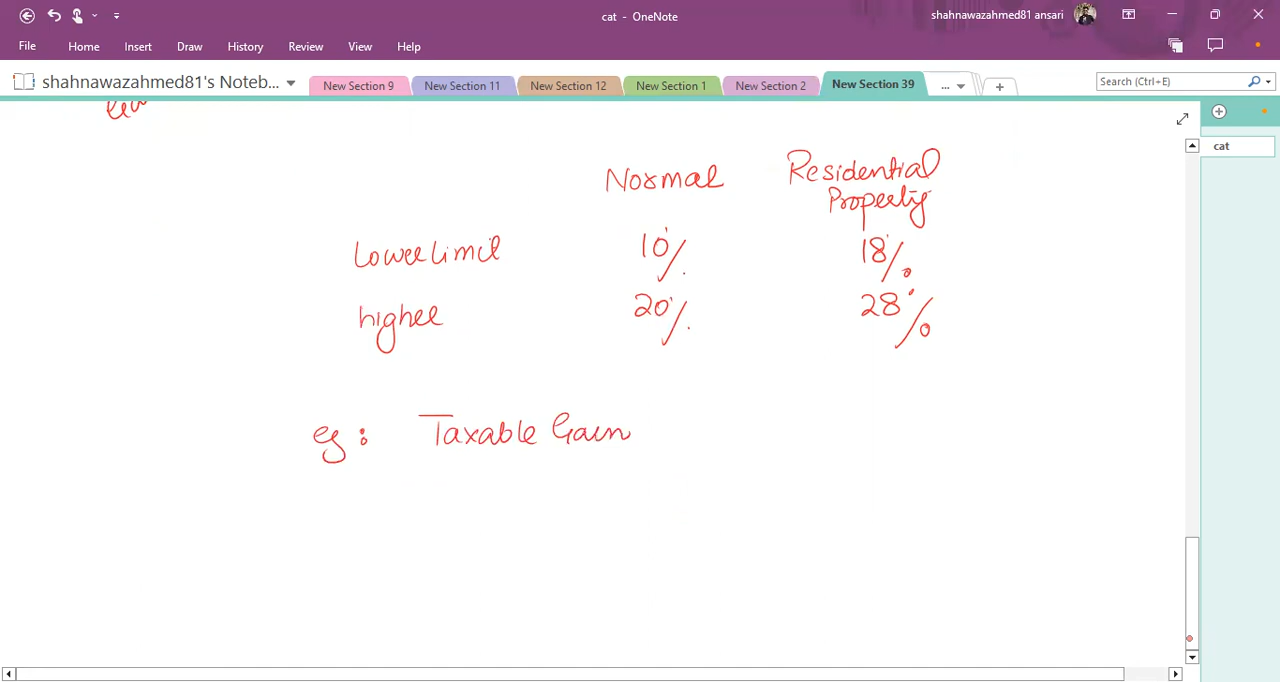 cat - OneNote
shahnawazahmed81 ansari
File Home Insert Draw History Review View Help
shahnawazahmed81's Noteb... New Section 9 New Section 11 New Section 12 New Section 1 New Section 2 New Section 39 ... + Search (Ctrl+E)
cat
Normal Residential
Property
Lower limit 10% 18%
higher 20% 28%
eg: Taxable Gain